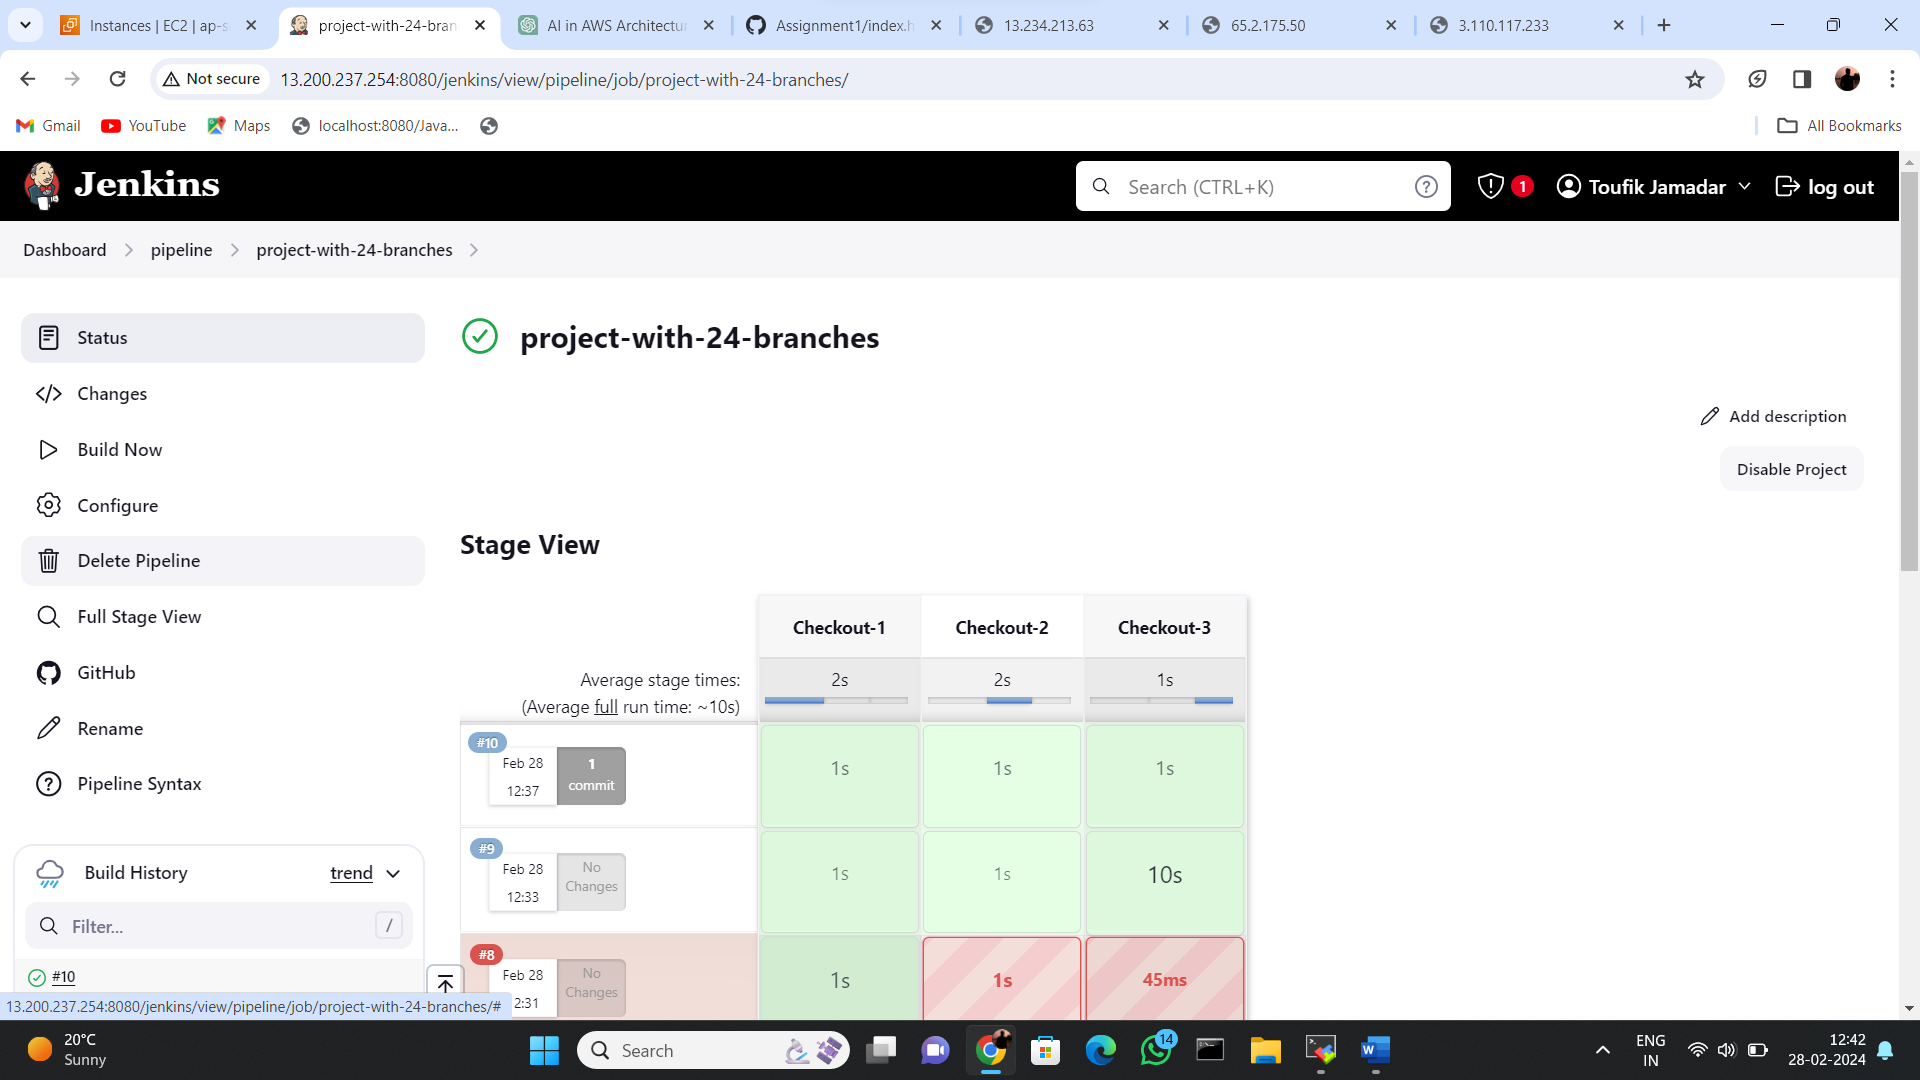 Instances | EC2 | ap-s
project-with-24-bran
AI in AWS Architectur
Assignment1/index.h
13.234.213.63
65.2.175.50
3.110.117.233
Not secure
13.200.237.254:8080/jenkins/view/pipeline/job/project-with-24-branches/
Gmail
YouTube
Maps
localhost:8080/Java...
All Bookmarks
Jenkins
Search (CTRL+K)
?
1
Toufik Jamadar
log out
Dashboard
pipeline
project-with-24-branches
Status
Changes
Build Now
Configure
Delete Pipeline
Full Stage View
GitHub
Rename
Pipeline Syntax
Build History
trend
Filter...
/
#10
project-with-24-branches
Add description
Disable Project
Stage View
Checkout-1
Checkout-2
Checkout-3
Average stage times:
(Average full run time: ~10s)
2s
2s
1s
#10
Feb 28
12:37
1
commit
1s
1s
1s
#9
Feb 28
12:33
No
Changes
1s
1s
10s
#8
Feb 28
2:31
No
Changes
1s
1s
45ms
13.200.237.254:8080/jenkins/view/pipeline/job/project-with-24-branches/#
20°C
Sunny
Search
14
ENG
IN
12:42
28-02-2024